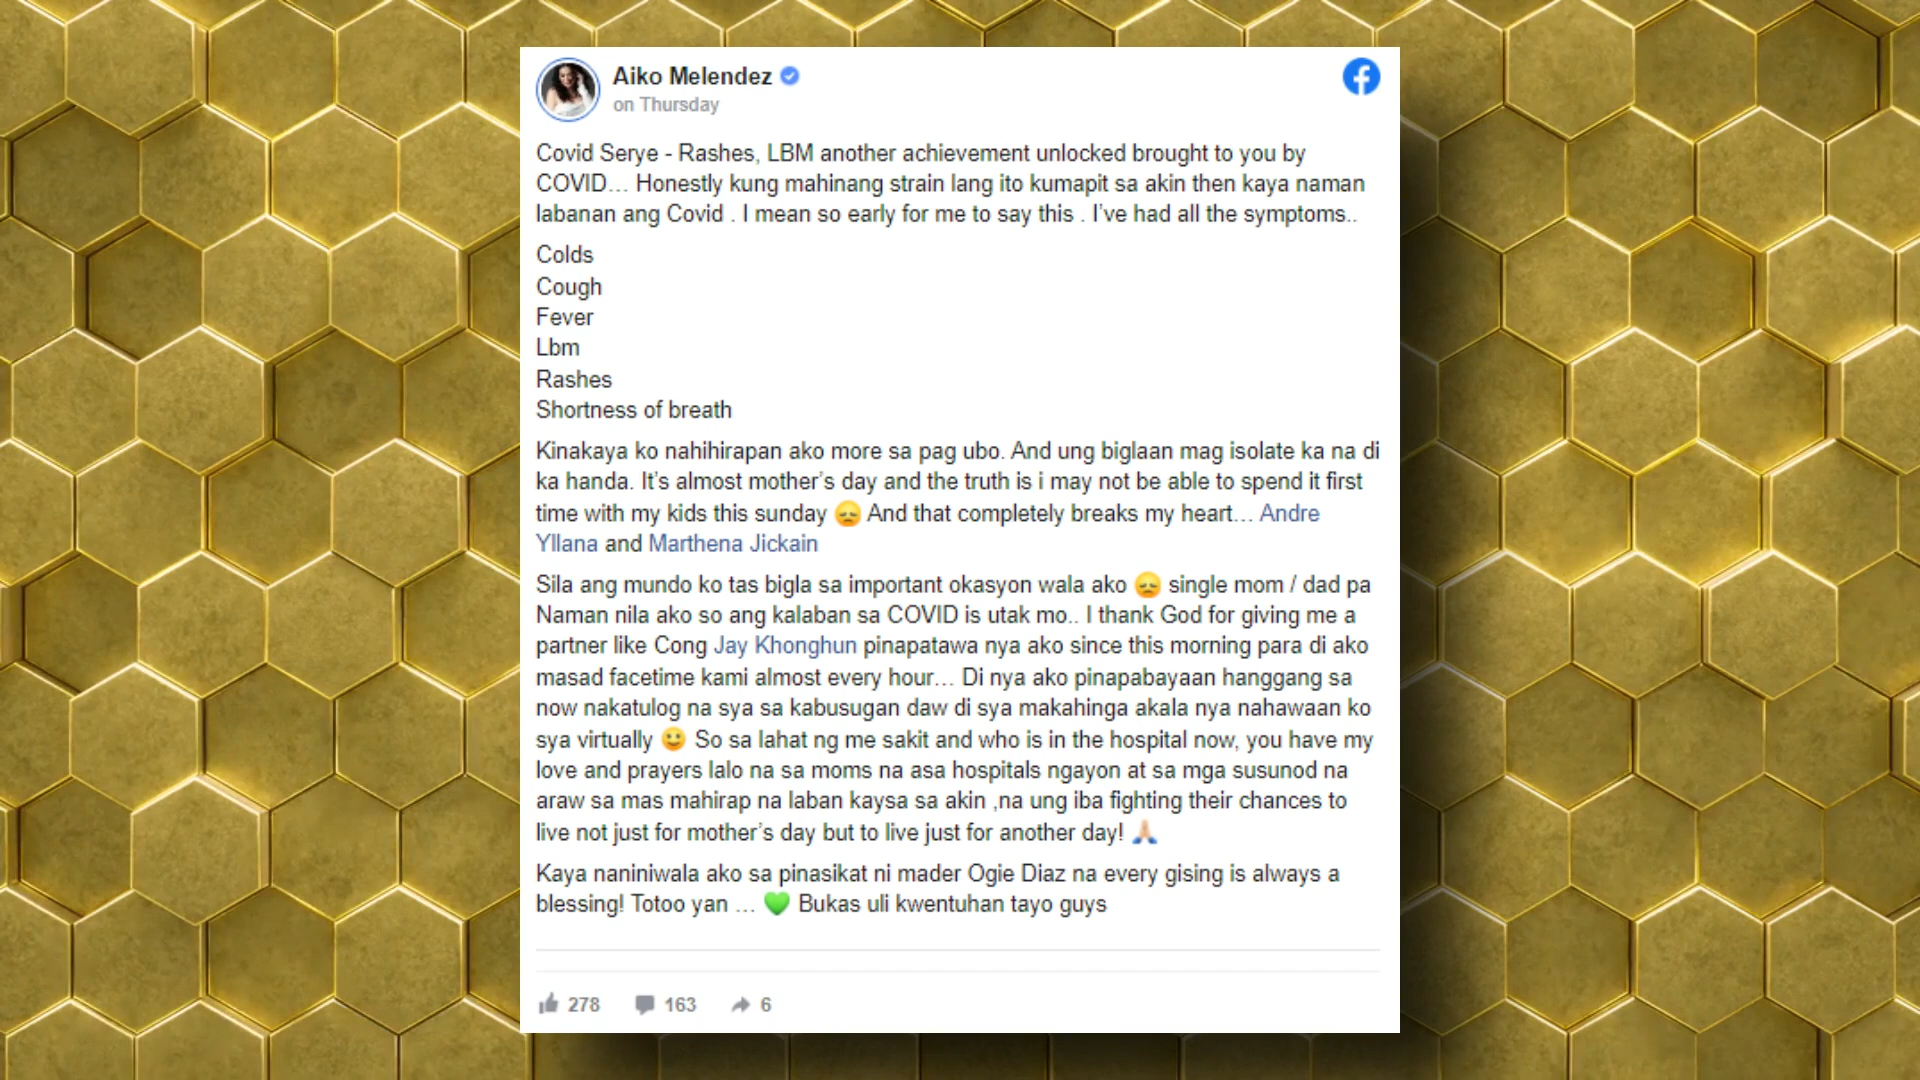 Aiko Melendez
on Thursday
Covid Serye - Rashes, LBM another achievement unlocked brought to you by
COVID… Honestly kung mahinang strain lang ito kumapit sa akin then kaya naman
labanan ang Covid . I mean so early for me to say this . I’ve had all the symptoms..
Colds
Cough
Fever
Lbm
Rashes
Shortness of breath
Kinakaya ko nahihirapan ako more sa pag ubo. And ung biglaan mag isolate ka na di
ka handa. It’s almost mother’s day and the truth is i may not be able to spend it first
time with my kids this sunday 😞 And that completely breaks my heart… Andre
Yllana and Marthena Jickain
Sila ang mundo ko tas bigla sa important okasyon wala ako 😞 single mom / dad pa
Naman nila ako so ang kalaban sa COVID is utak mo.. I thank God for giving me a
partner like Cong Jay Khonghun pinapatawa nya ako since this morning para di ako
masad facetime kami almost every hour… Di nya ako pinapabayaan hanggang sa
now nakatulog na sya sa kabusugan daw di sya makahinga akala nya nahawaan ko
sya virtually 😃 So sa lahat ng me sakit and who is in the hospital now, you have my
love and prayers lalo na sa moms na asa hospitals ngayon at sa mga susunod na
araw sa mas mahirap na laban kaysa sa akin ,na ung iba fighting their chances to
live not just for mother’s day but to live just for another day! 🙏🏻
Kaya naniniwala ako sa pinasikat ni mader Ogie Diaz na every gising is always a
blessing! Totoo yan … 💚 Bukas uli kwentuhan tayo guys
278 163 6